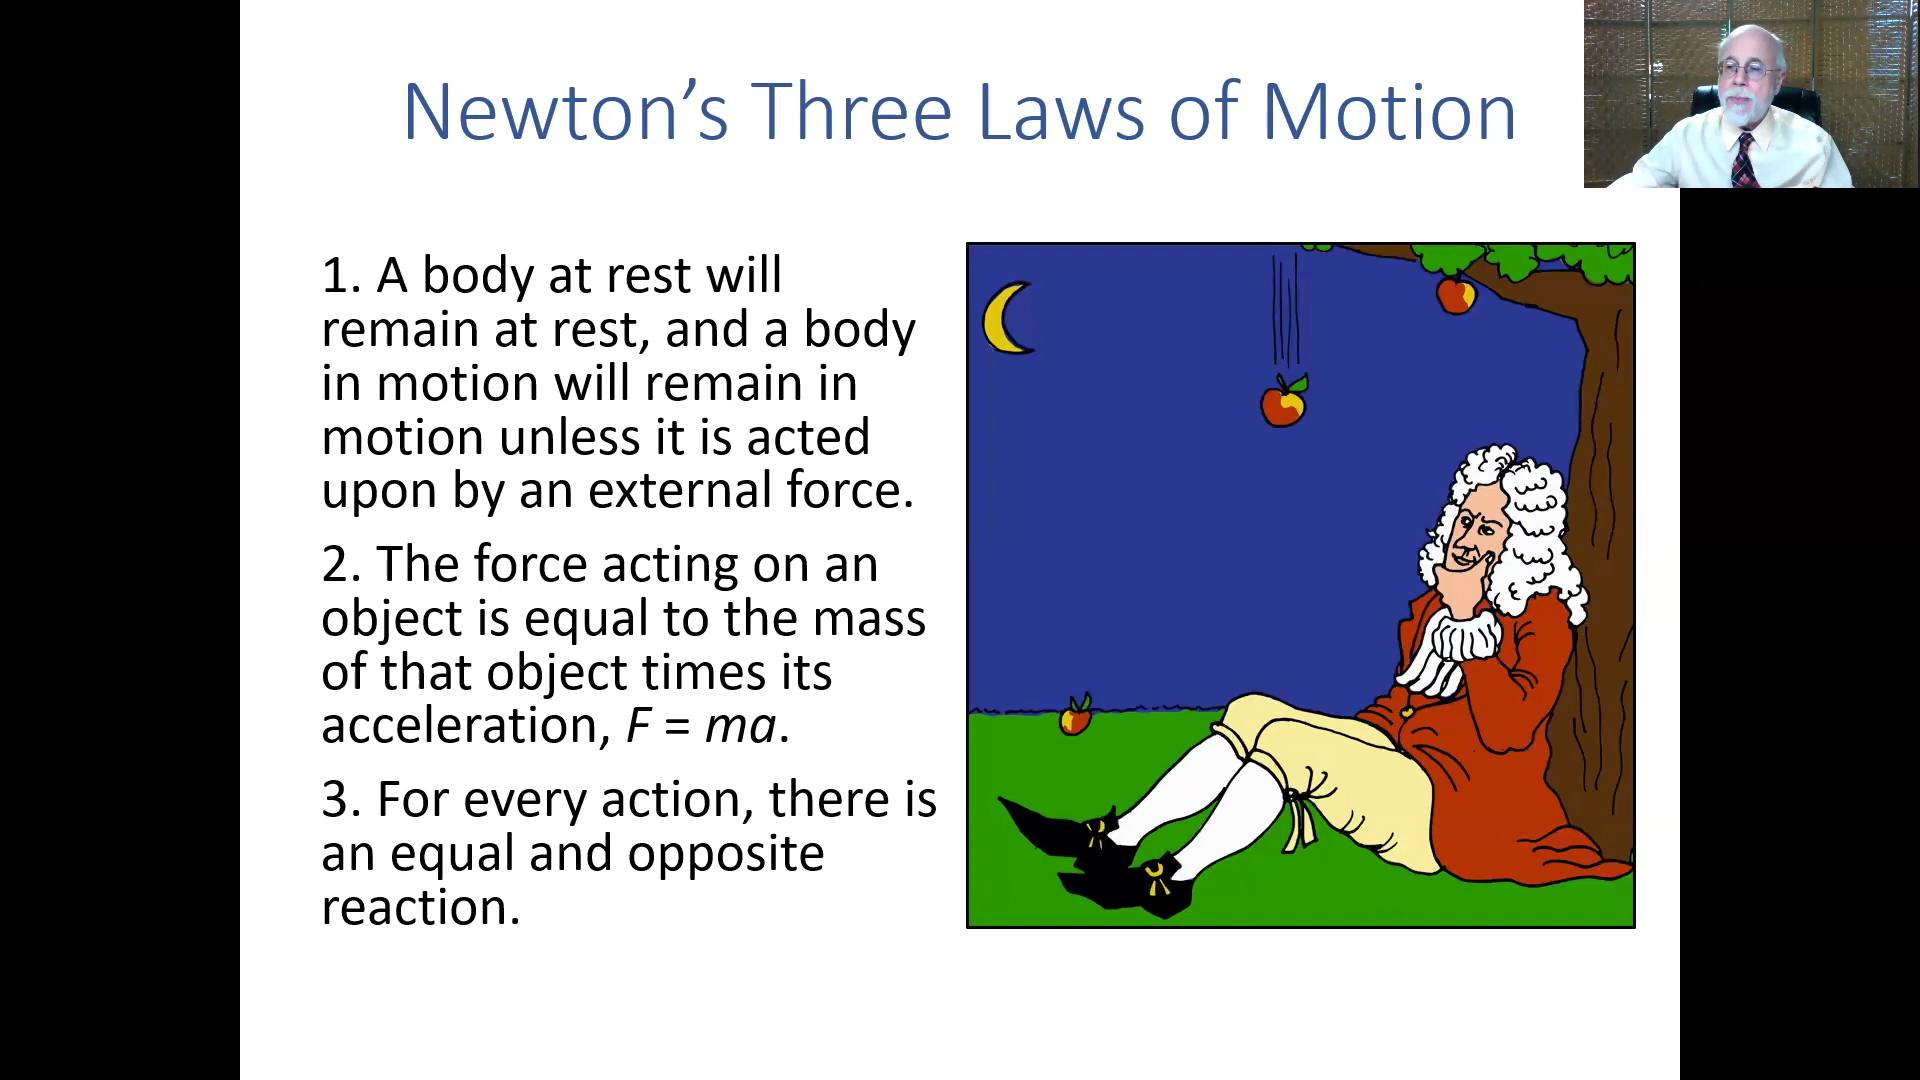 Newton’s Three Laws of Motion
1. A body at rest will
remain at rest, and a body
in motion will remain in
motion unless it is acted
upon by an external force.
2. The force acting on an
object is equal to the mass
of that object times its
acceleration, F = ma.
3. For every action, there is
an equal and opposite
reaction.